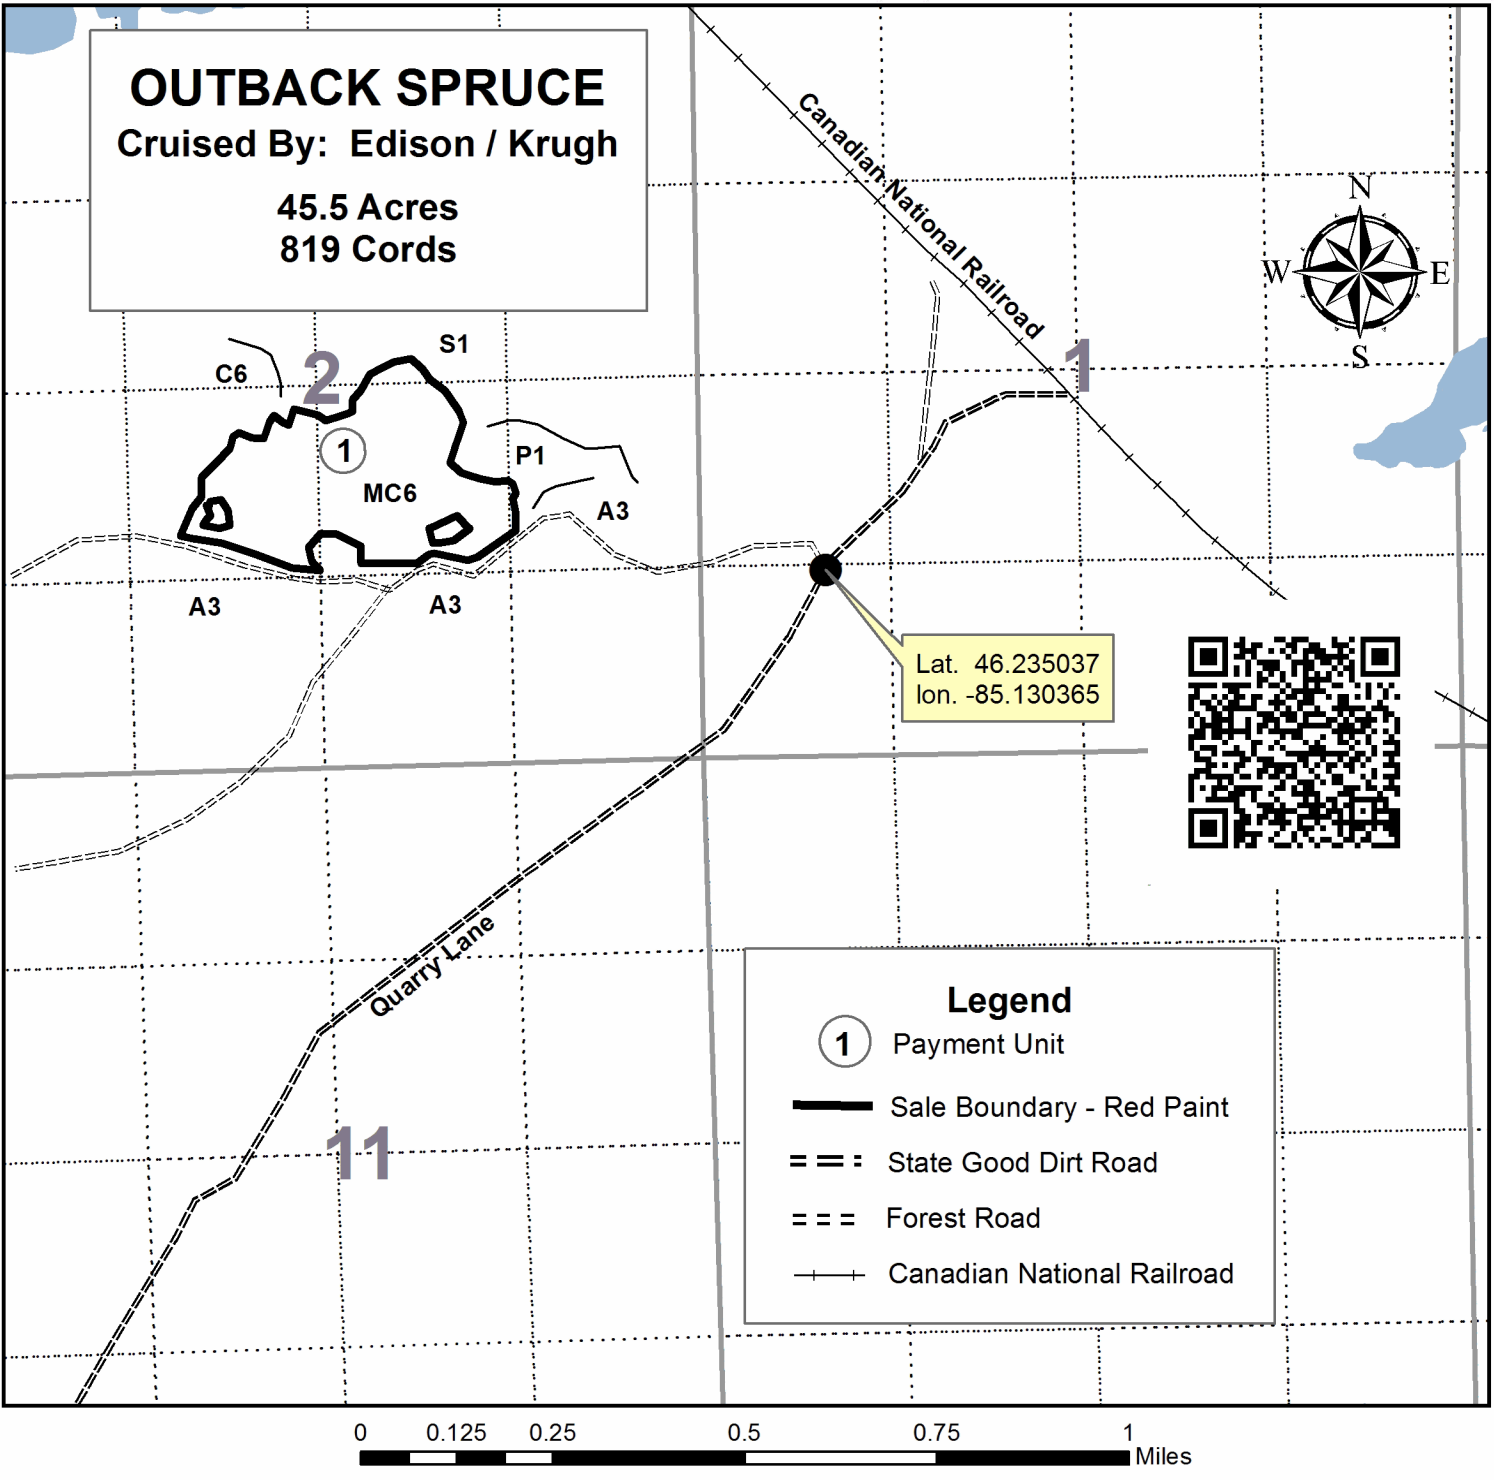 OUTBACK SPRUCE
Cruised By: Edison / Krugh
45.5 Acres
819 Cords
Canadian National Railroad
N
W
E
S
1
2
S1
C6
1
P1
MC6
A3
A3
A3
Lat. 46.235037
lon. -85.130365
Quarry Lane
11
Legend
1 Payment Unit
Sale Boundary - Red Paint
State Good Dirt Road
Forest Road
Canadian National Railroad
0 0.125 0.25 0.5 0.75 1
Miles